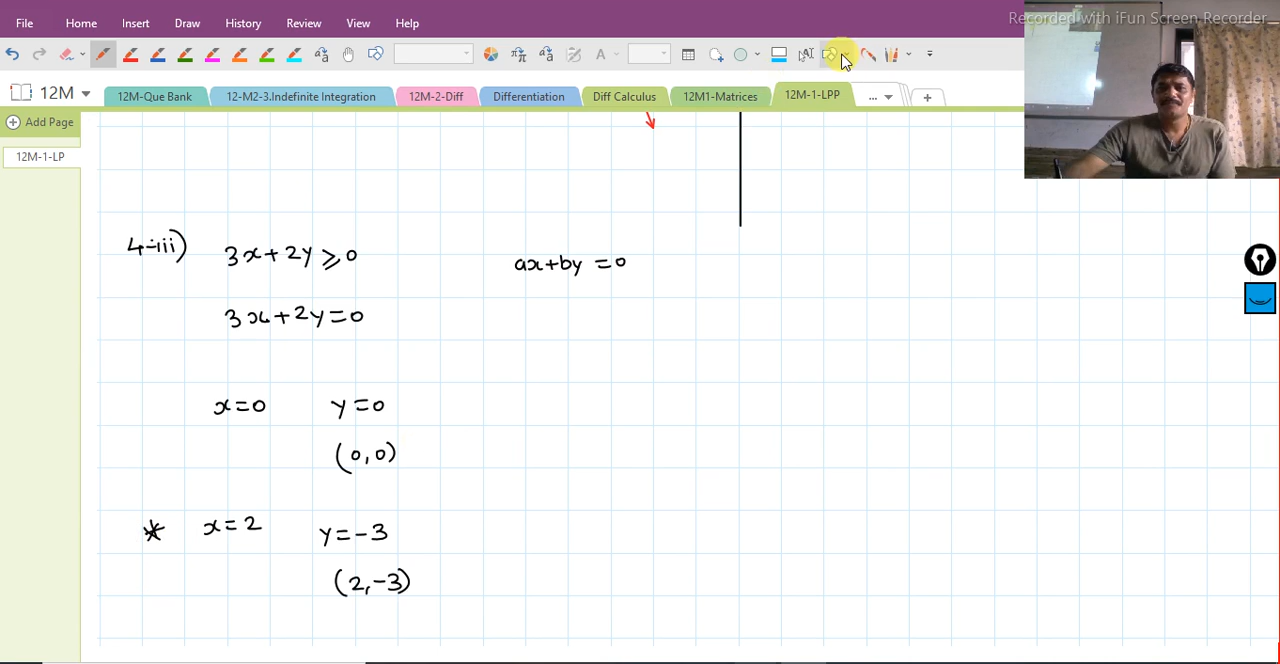 File Home Insert Draw History Review View Help
Recorded with iFun Screen Recorder
12M 12M-Que Bank 12-M2-3.Indefinite Integration 12M-2-Diff Differentiation Diff Calculus 12M1-Matrices 12M-1-LPP ...
Add Page
12M-1-LP
4-iii) 3x+2y ⩾ 0 ax+by = 0
3x+2y=0
x=0 y=0
(0,0)
* x=2 y=-3
(2,-3)